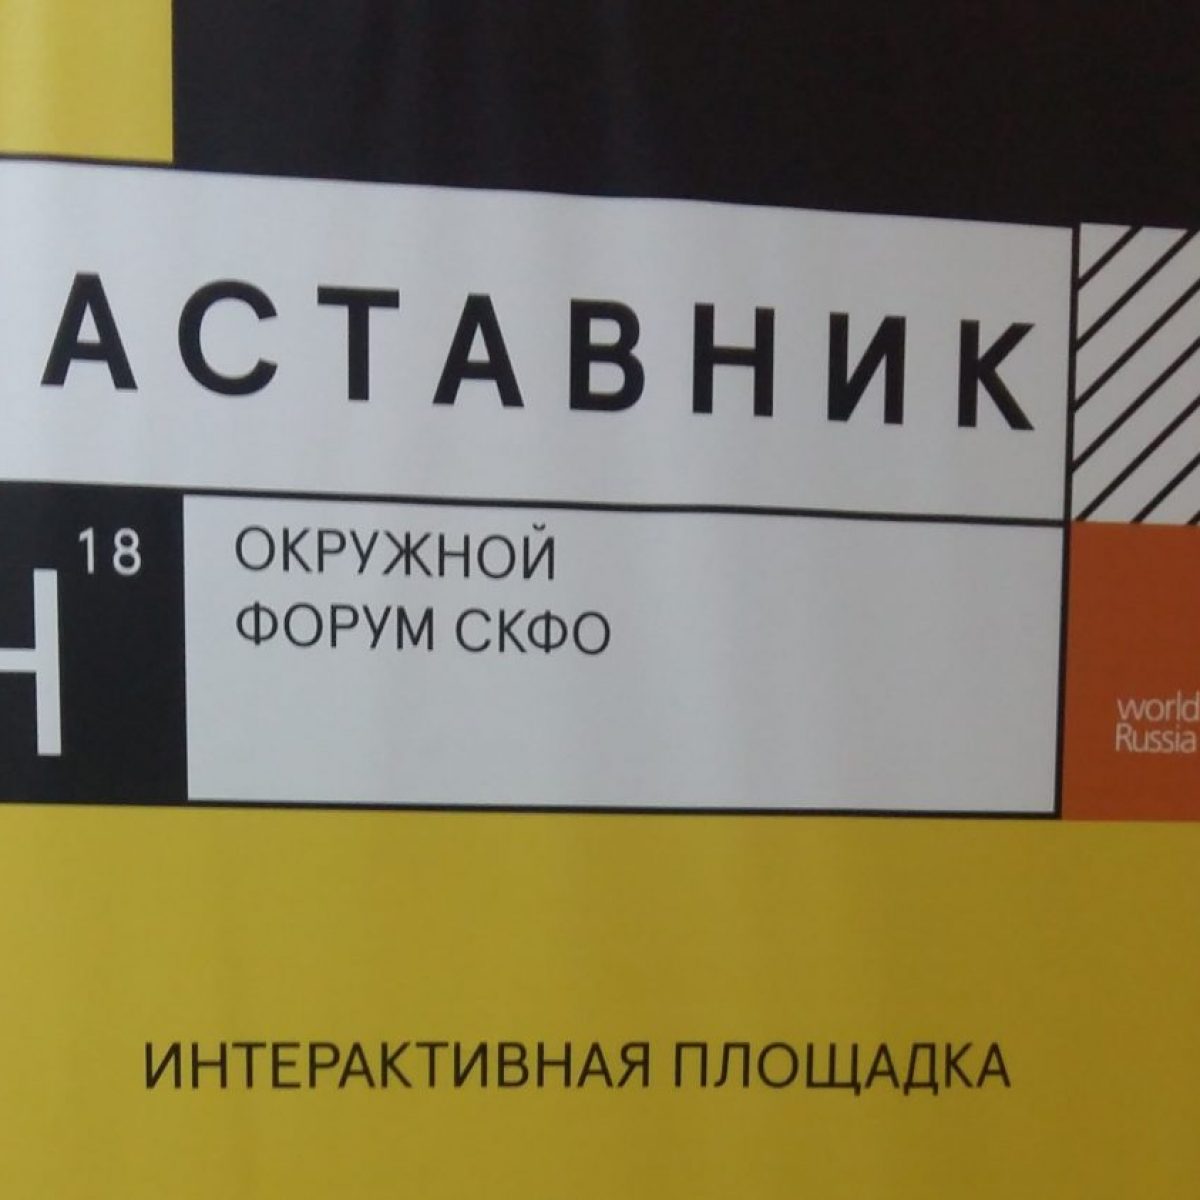 АСТАВНИК
Н 18
ОКРУЖНОЙ
ФОРУМ СКФО
world
Russia
ИНТЕРАКТИВНАЯ ПЛОЩАДКА